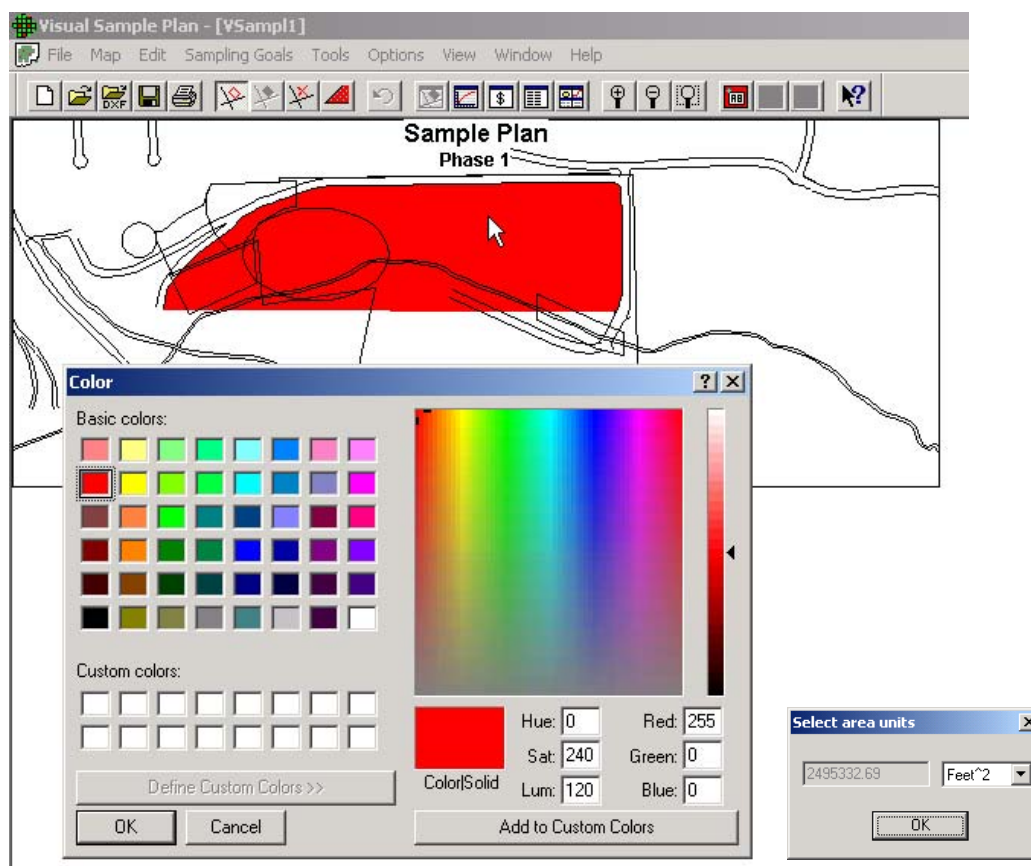 Visual Sample Plan - [VSampl1]
File Map Edit Sampling Goals Tools Options View Window Help
DXF $ AB ?
Sample Plan
Phase 1
Color ? X
Basic colors:
Custom colors:
Define Custom Colors >>
OK Cancel
Hue: 0 Red: 255
Sat: 240 Green: 0
Color|Solid Lum: 120 Blue: 0
Add to Custom Colors
Select area units
2495332.69 Feet^2
OK